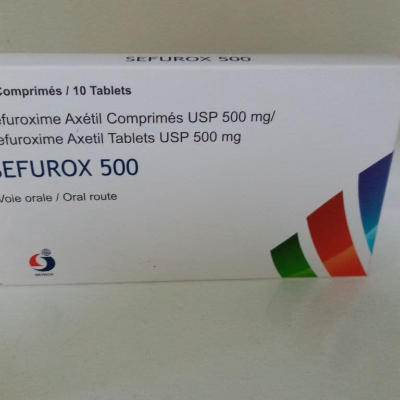 SEFUROX 500
Comprimés / 10 Tablets
efuroxime Axétil Comprimés USP 500 mg/
efuroxime Axetil Tablets USP 500 mg
SEFUROX 500
Voie orale / Oral route